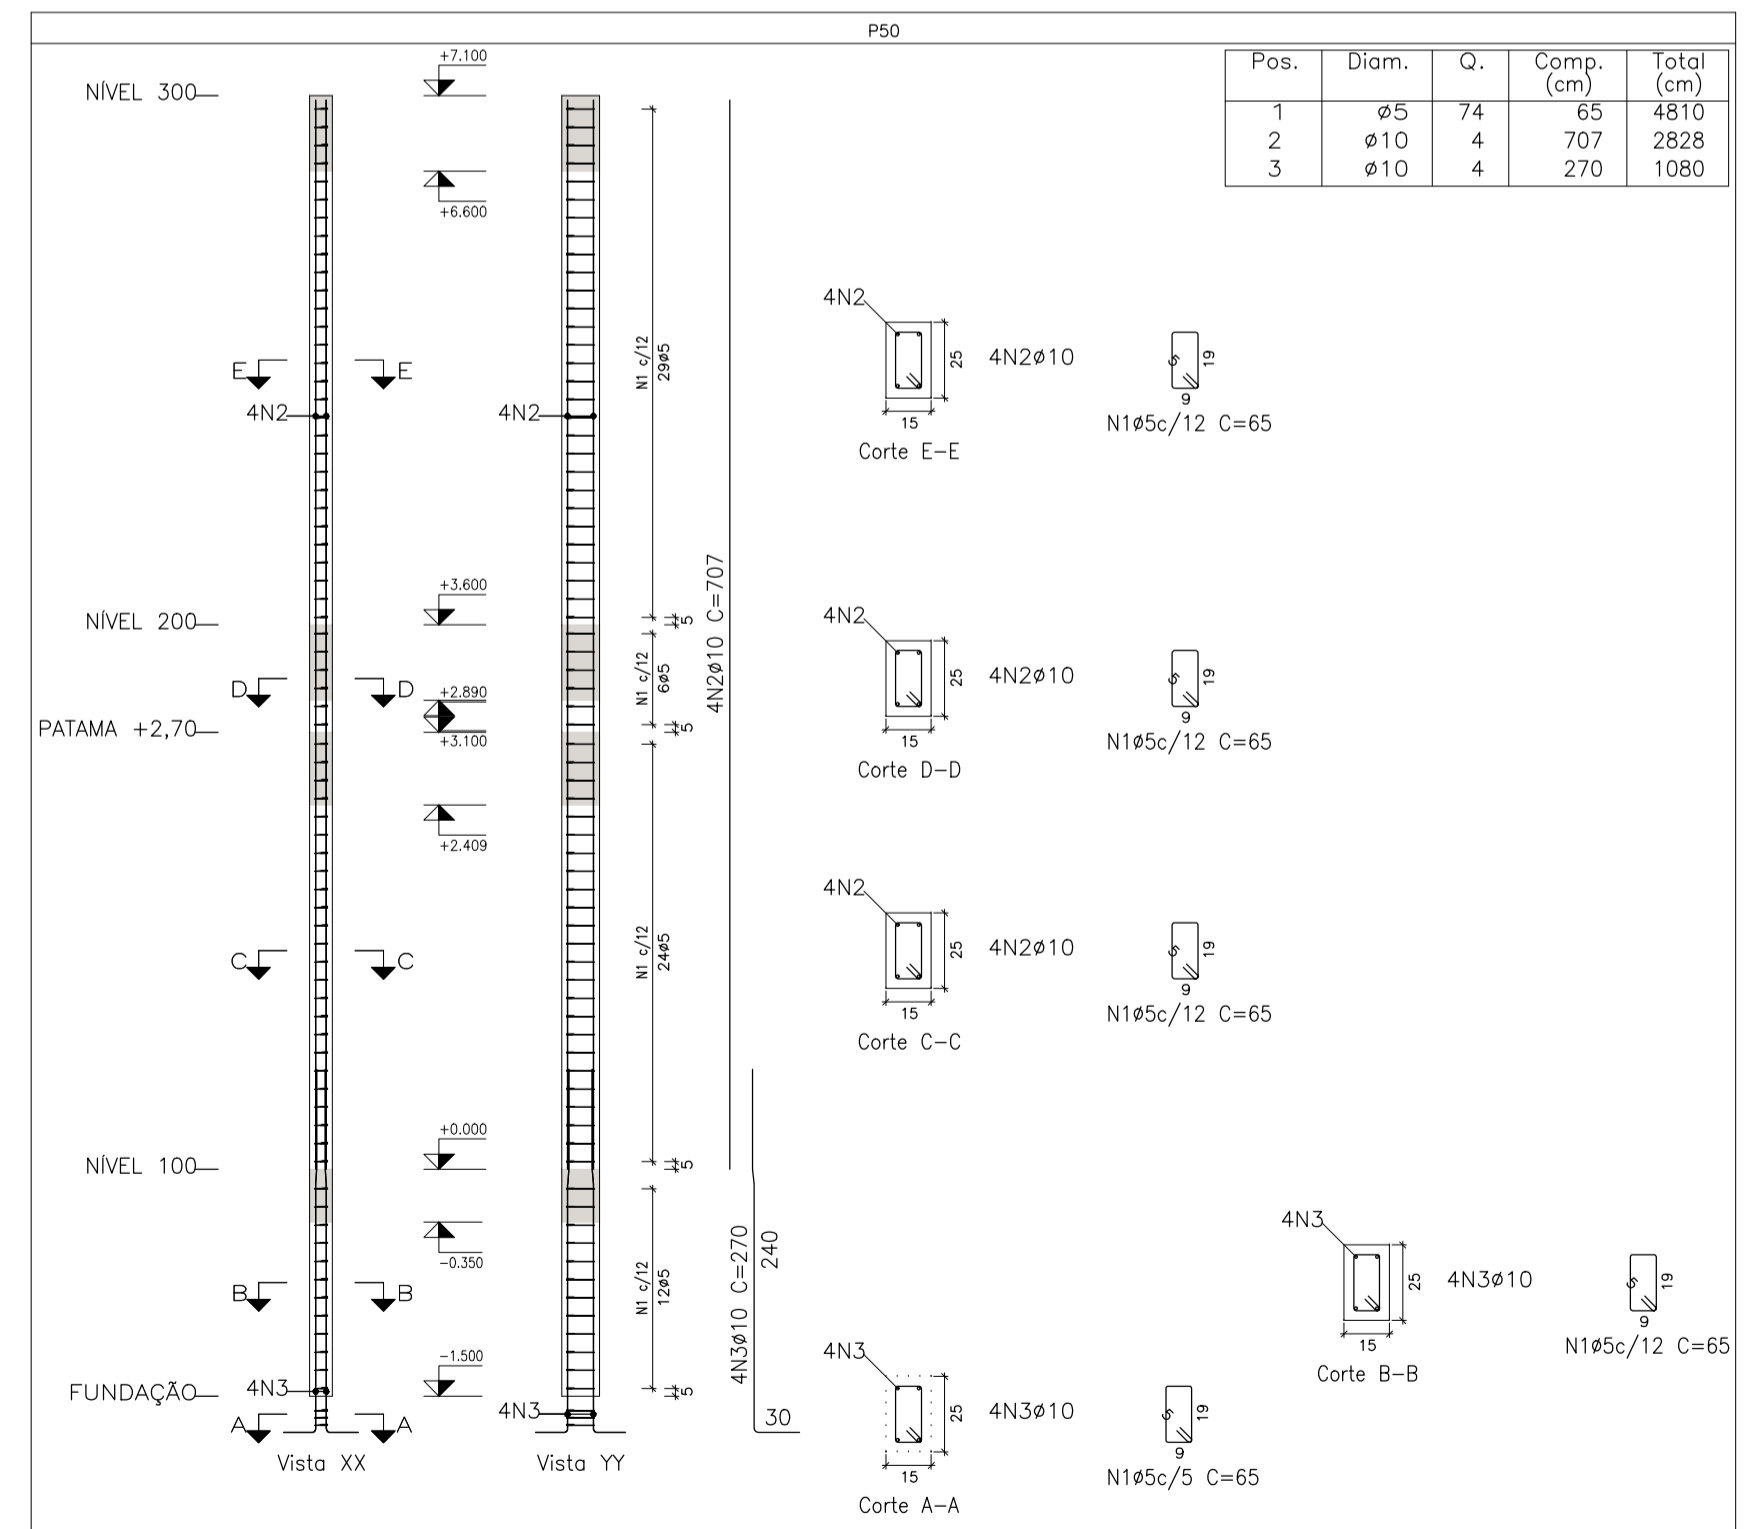 P50
Pos. Diam. Q. Comp. (cm) Total (cm)
1 ø5 74 65 4810
2 ø10 4 707 2828
3 ø10 4 270 1080
NÍVEL 300
+7.100
+6.600
N1 c/12
29ø5
E E
4N2 4N2
4N2
25
15
4N2ø10
5 19
9
N1ø5c/12 C=65
Corte E-E
4N2ø10 C=707
NÍVEL 200
+3.600
5
N1 c/12
6ø5
D D
+2.890
4N2
25
15
4N2ø10
5 19
9
N1ø5c/12 C=65
Corte D-D
PATAMA +2,70
+3.100
5
+2.409
N1 c/12
24ø5
C C
4N2
25
15
4N2ø10
5 19
9
N1ø5c/12 C=65
Corte C-C
NÍVEL 100
+0.000
5
-0.350
N1 c/12
12ø5
4N3ø10 C=270
240
30
B B
4N3
25
15
4N3ø10
5 19
9
N1ø5c/12 C=65
Corte B-B
FUNDAÇÃO
-1.500
5
4N3
4N3
A A
Vista XX
Vista YY
4N3
25
15
4N3ø10
5 19
9
N1ø5c/5 C=65
Corte A-A